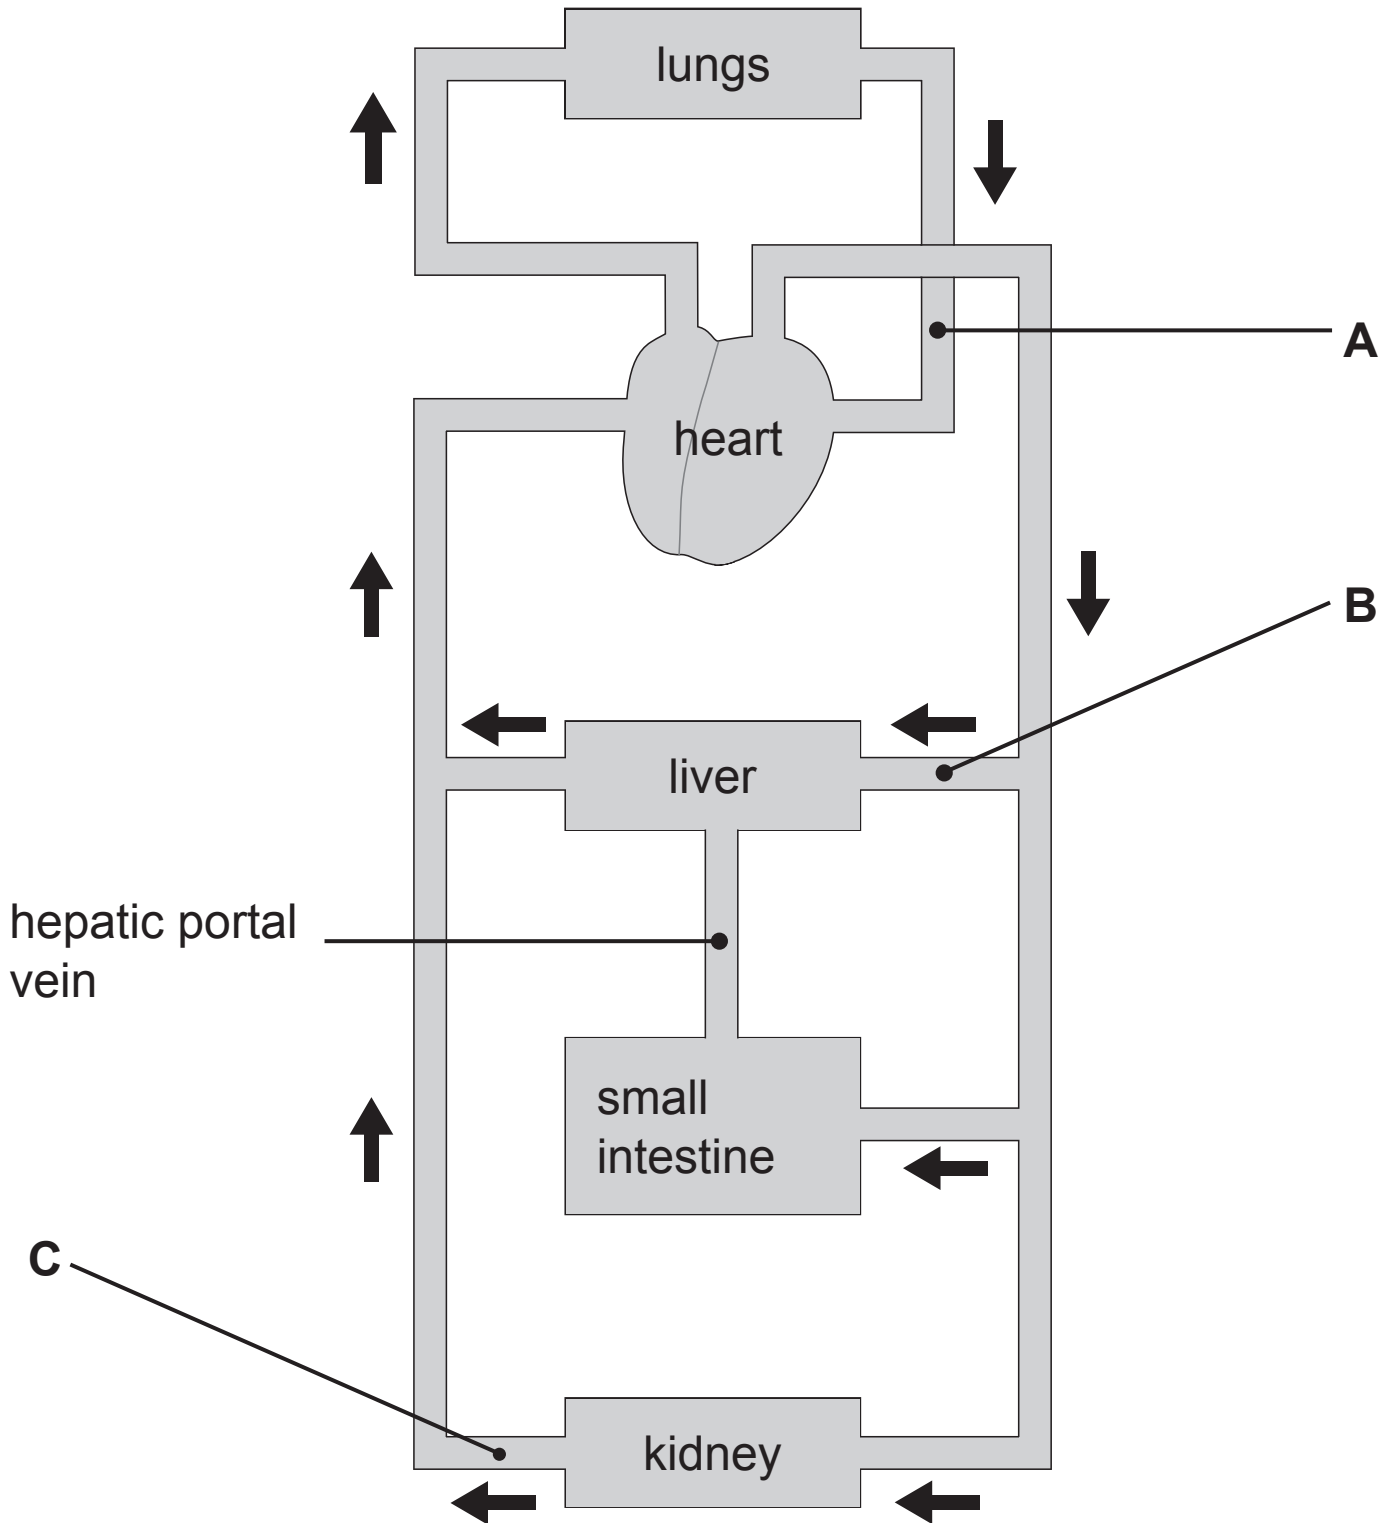 lungs
A
heart
B
liver
hepatic portal
vein
small
intestine
C
kidney